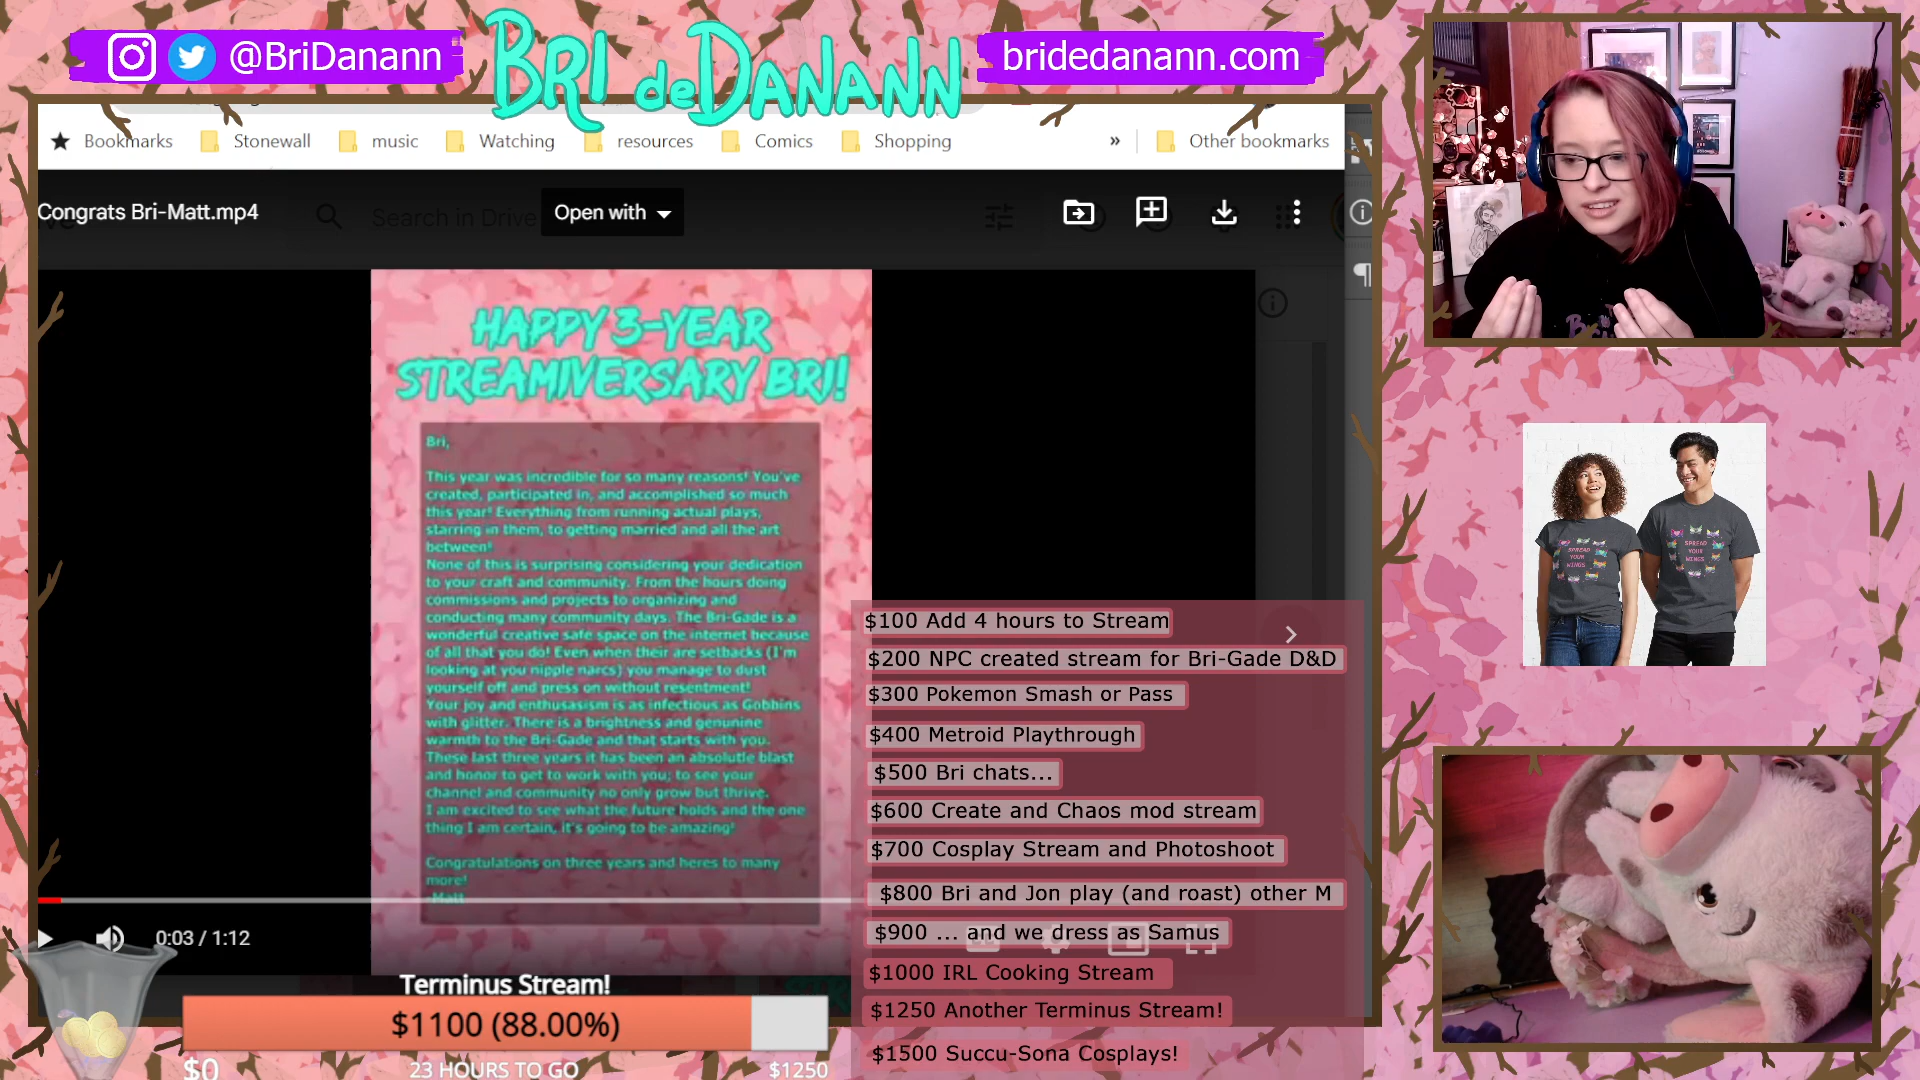 @BriDanann
BRI deDANANN
bridedanann.com
Bookmarks
Stonewall
music
Watching
resources
Comics
Shopping
»
Other bookmarks
Congrats Bri-Matt.mp4
Search in Drive
Open with
HAPPY 3-YEAR
STREAMIVERSARY BRI!
Bri,
This year was incredible for so many reasons! You've
created, participated in, and accomplished so much
this year! Everything from running actual plays,
starring in them, to getting married and all the art
between!
None of this is surprising considering your dedication
to your craft and community. From the hours doing
commissions and projects to organizing and
conducting many community days. The Bri-Gade is a
wonderful creative safe space on the internet because
of all that you do! Even when their are setbacks (I'm
looking at you nipple narcs) you manage to dust
yourself off and press on without resentment!
Your joy and enthusasism is as infectious as Gobbins
with glitter. There is a brightness and genunine
warmth to the Bri-Gade and that starts with you.
These last three years it has been an absolutle blast
and honor to get to work with you; to see your
channel and community no only grow but thrive.
I am excited to see what the future holds and the one
thing I am certain, it's going to be amazing!
Congratulations on three years and heres to many
more!
-Matt
0:03 / 1:12
$100 Add 4 hours to Stream
$200 NPC created stream for Bri-Gade D&D
$300 Pokemon Smash or Pass
$400 Metroid Playthrough
$500 Bri chats...
$600 Create and Chaos mod stream
$700 Cosplay Stream and Photoshoot
$800 Bri and Jon play (and roast) other M
$900 ... and we dress as Samus
$1000 IRL Cooking Stream
$1250 Another Terminus Stream!
$1500 Succu-Sona Cosplays!
Terminus Stream!
$1100 (88.00%)
$0
23 HOURS TO GO
$1250
SPREAD
YOUR
WINGS
SPREAD
YOUR
WINGS